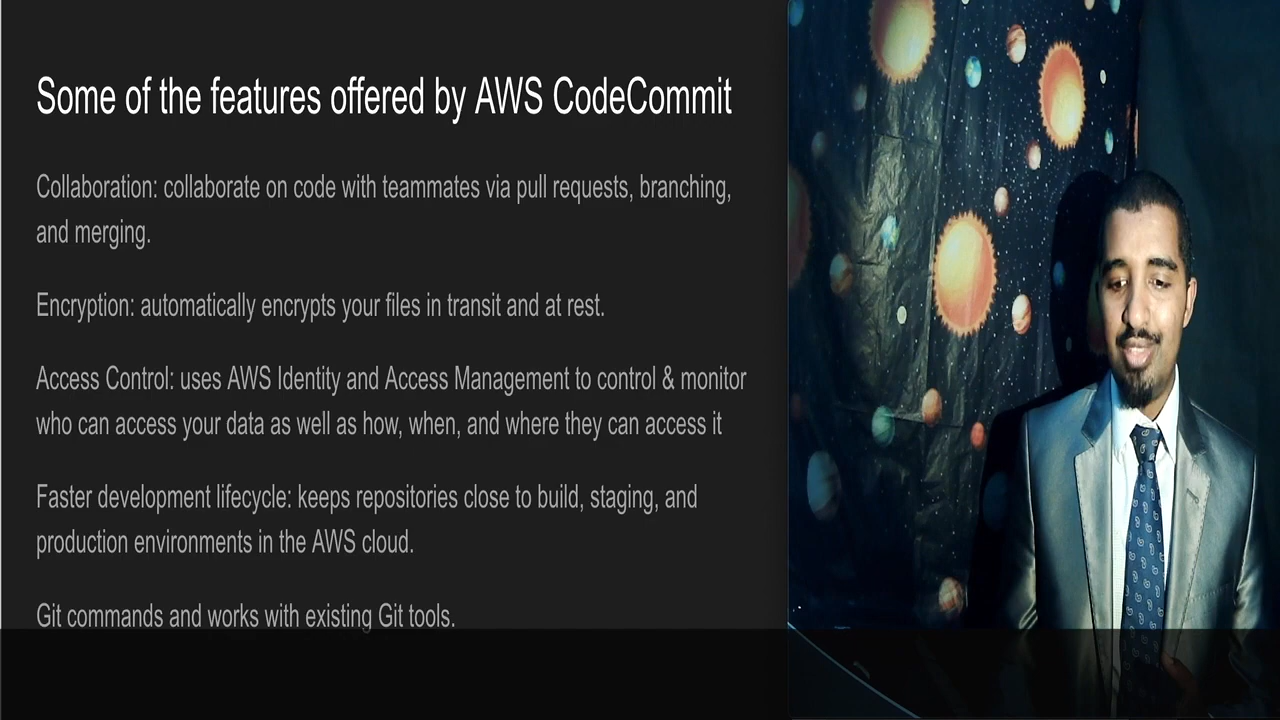 Some of the features offered by AWS CodeCommit
Collaboration: collaborate on code with teammates via pull requests, branching,
and merging.
Encryption: automatically encrypts your files in transit and at rest.
Access Control: uses AWS Identity and Access Management to control & monitor
who can access your data as well as how, when, and where they can access it
Faster development lifecycle: keeps repositories close to build, staging, and
production environments in the AWS cloud.
Git commands and works with existing Git tools.